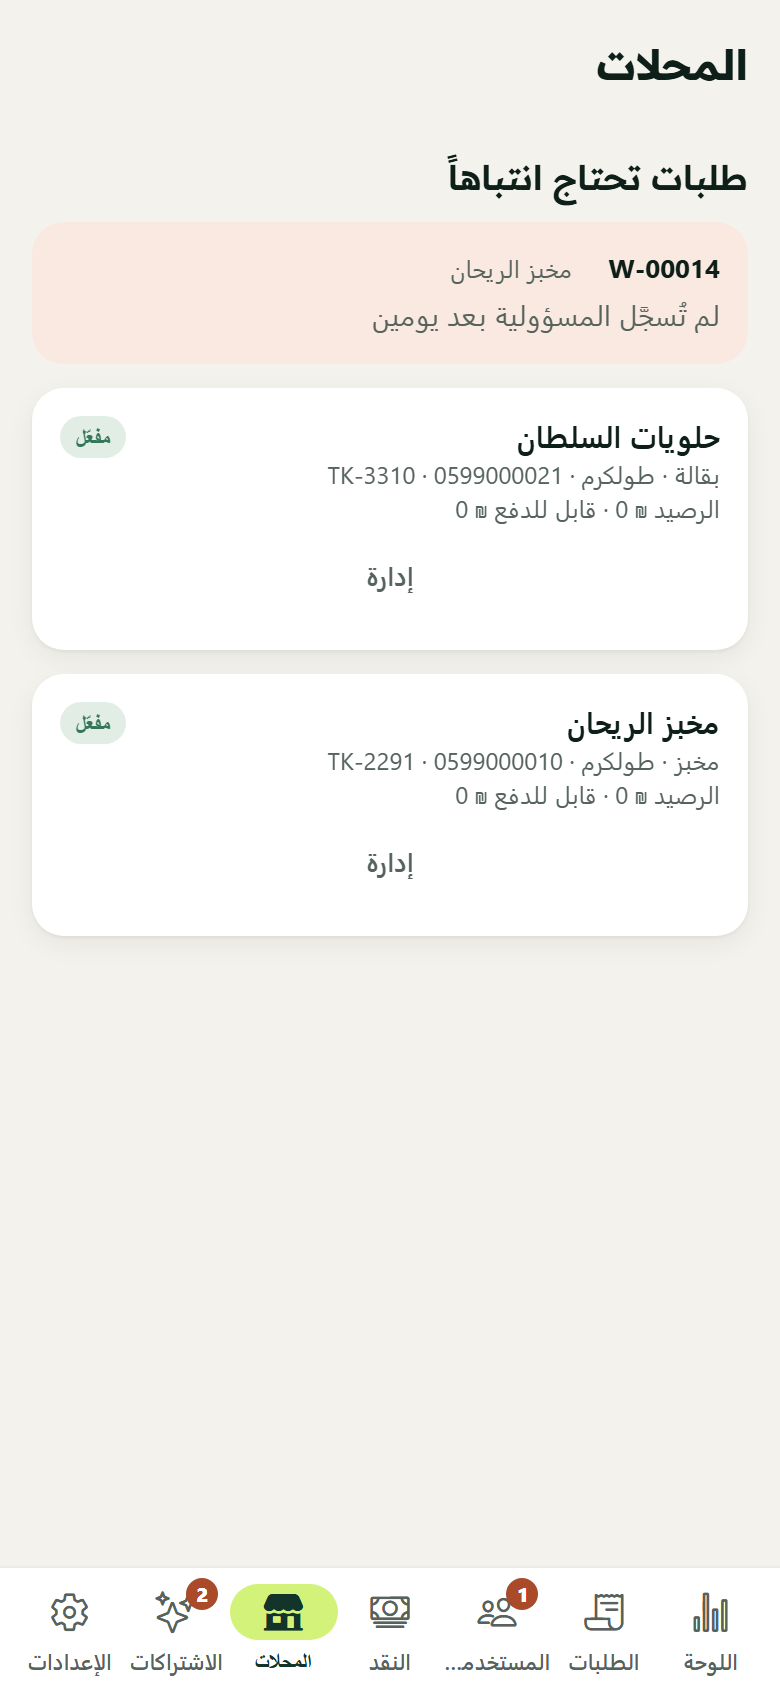 المحلات
طلبات تحتاج انتباهاً
W-00014 مخبز الريحان
لم تُسجَّل المسؤولية بعد يومين
حلويات السلطان
مفعّل
بقالة · طولكرم · 0599000021 · TK-3310
الرصيد ₪ 0 · قابل للدفع ₪ 0
إدارة
مخبز الريحان
مفعّل
مخبز · طولكرم · 0599000010 · TK-2291
الرصيد ₪ 0 · قابل للدفع ₪ 0
إدارة
1 2
اللوحة الطلبات المستخدم... النقد المحلات الاشتراكات الإعدادات